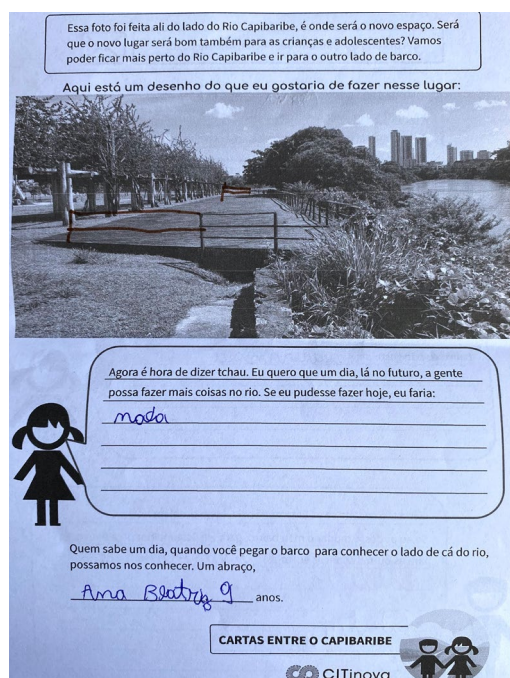 Essa foto foi feita ali do lado do Rio Capibaribe, é onde será o novo espaço. Será
que o novo lugar será bom também para as crianças e adolescentes? Vamos
poder ficar mais perto do Rio Capibaribe e ir para o outro lado de barco.
Aqui está um desenho do que eu gostaria de fazer nesse lugar:
Agora é hora de dizer tchau. Eu quero que um dia, lá no futuro, a gente
possa fazer mais coisas no rio. Se eu pudesse fazer hoje, eu faria:
nada
Quem sabe um dia, quando você pegar o barco para conhecer o lado de cá do rio,
possamos nos conhecer. Um abraço,
Ana Beatriz 9 anos.
CARTAS ENTRE O CAPIBARIBE
CITinova